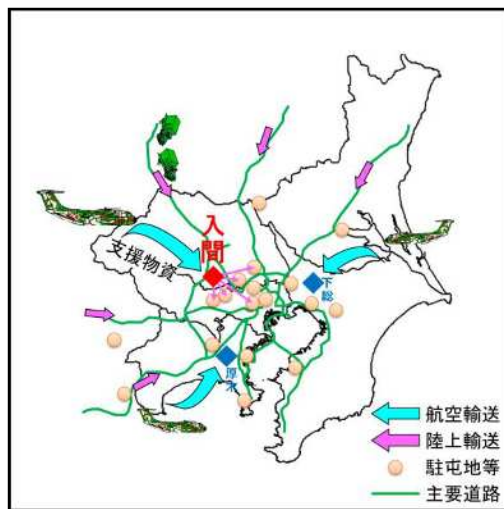 入間
支援物資
下総
厚木
航空輸送
陸上輸送
駐屯地等
主要道路